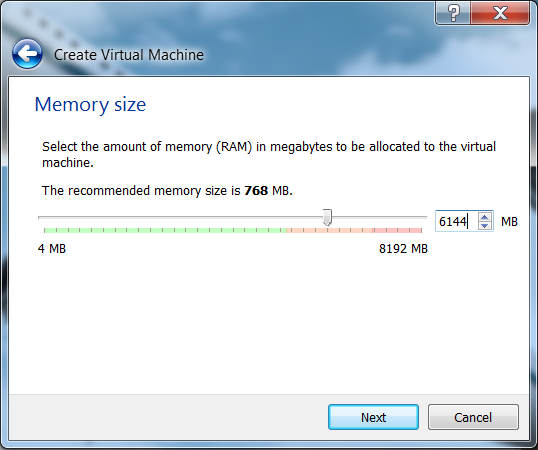 ?
X
Create Virtual Machine
Memory size
Select the amount of memory (RAM) in megabytes to be allocated to the virtual
machine.
The recommended memory size is 768 MB.
6144 MB
4 MB 8192 MB
Next Cancel